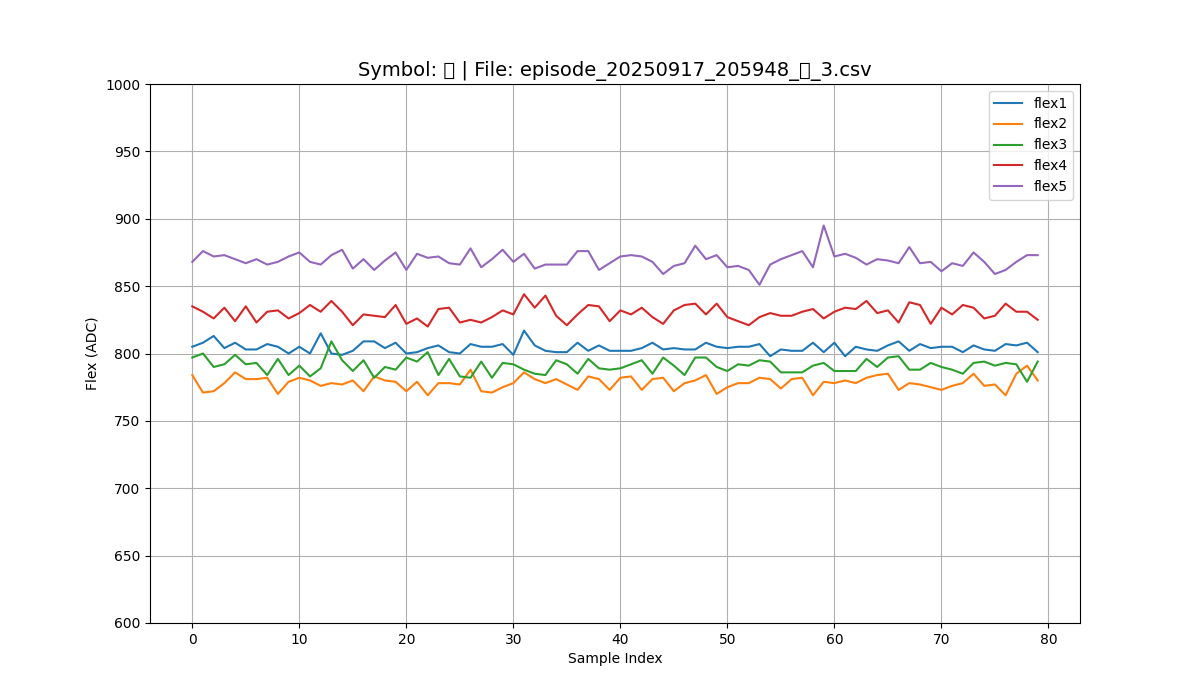 Symbol: ▯ | File: episode_20250917_205948_▯_3.csv
1000
950
900
850
800
750
700
650
600
Flex (ADC)
flex1
flex2
flex3
flex4
flex5
0 10 20 30 40 50 60 70 80
Sample Index